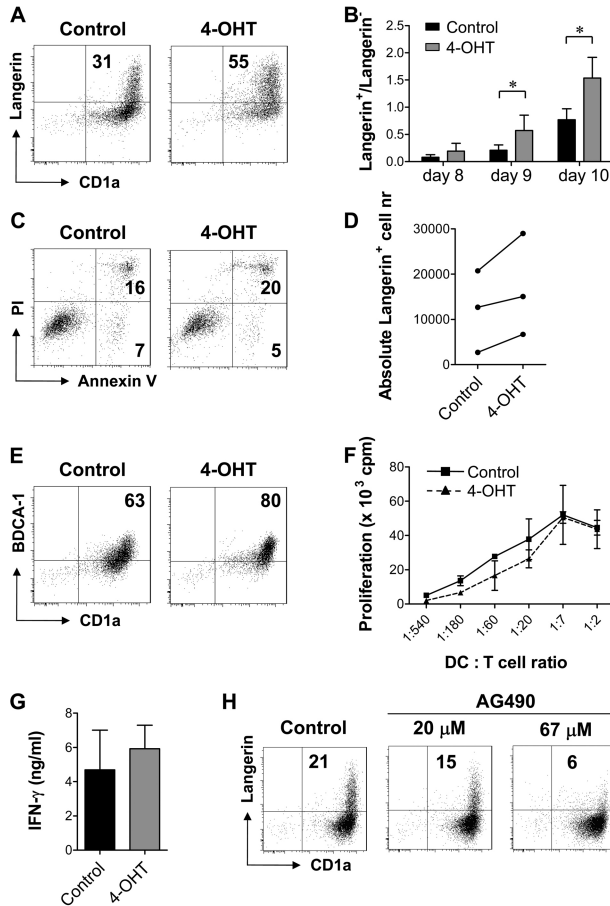 A
Control
4-OHT
31
55
Langerin
CD1a
B
Langerin+/Langerin-
2.5
2.0
1.5
1.0
0.5
0.0
Control
4-OHT
*
*
day 8
day 9
day 10
C
Control
4-OHT
16
7
20
5
PI
Annexin V
D
Absolute Langerin+ cell nr
30000
20000
10000
0
Control
4-OHT
E
Control
4-OHT
63
80
BDCA-1
CD1a
F
Proliferation (x 10³ cpm)
80
60
40
20
0
Control
4-OHT
1:540
1:180
1:60
1:20
1:7
1:2
DC : T cell ratio
G
IFN-γ (ng/ml)
8
6
4
2
0
Control
4-OHT
H
AG490
Control
20 μM
67 μM
21
15
6
Langerin
CD1a